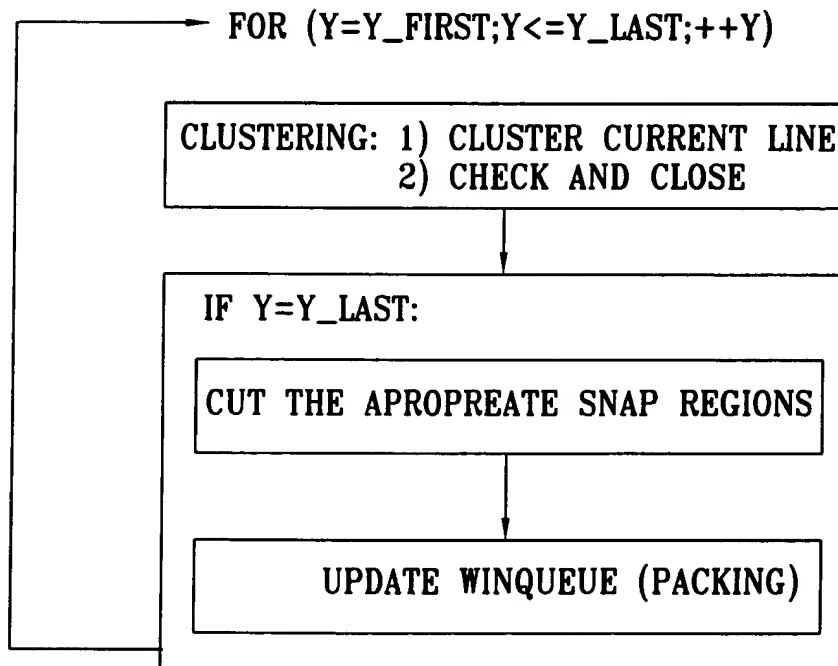 FOR (Y=Y_FIRST;Y<=Y_LAST;++Y)
CLUSTERING: 1) CLUSTER CURRENT LINE
2) CHECK AND CLOSE
IF Y=Y_LAST:
CUT THE APROPREATE SNAP REGIONS
UPDATE WINQUEUE (PACKING)